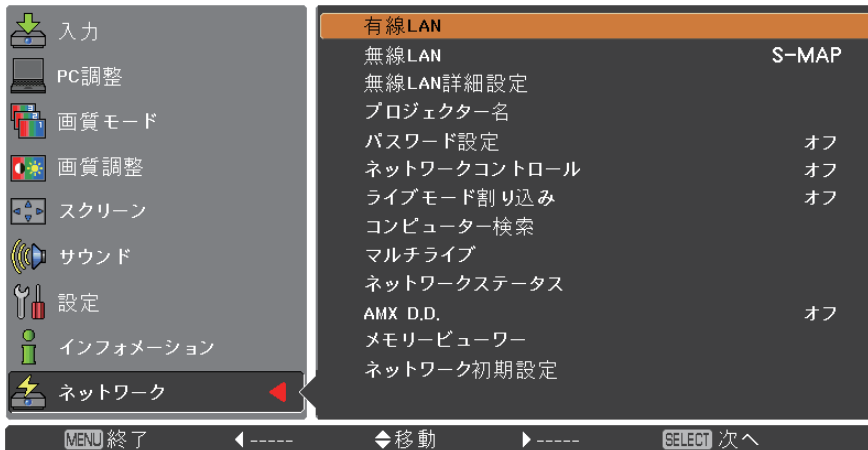 入力
PC調整
画質モード
画質調整
スクリーン
サウンド
設定
インフォメーション
ネットワーク
有線LAN
無線LAN S-MAP
無線LAN詳細設定
プロジェクター名
パスワード設定 オフ
ネットワークコントロール オフ
ライブモード割り込み オフ
コンピューター検索
マルチライブ
ネットワークステータス
AMX D.D. オフ
メモリービューワー
ネットワーク初期設定
MENU 終了 ----- 移動 ----- SELECT 次へ